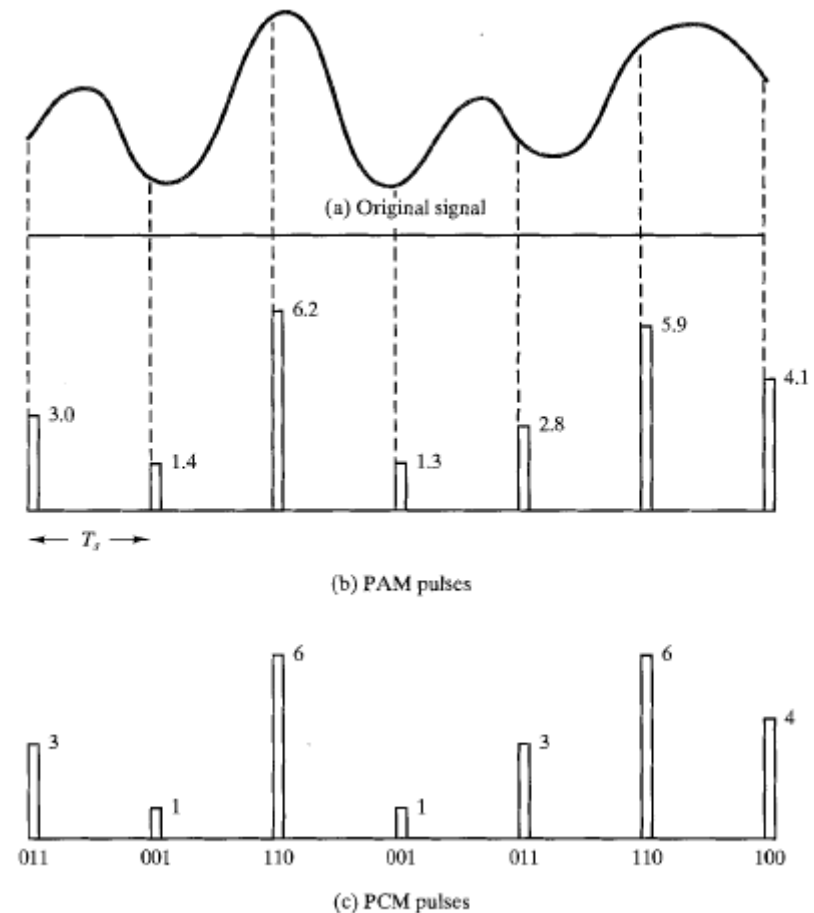 (a) Original signal
6.2
5.9
4.1
3.0
2.8
1.4
1.3
T_s
(b) PAM pulses
6
6
4
3
3
1
1
011 001 110 001 011 110 100
(c) PCM pulses